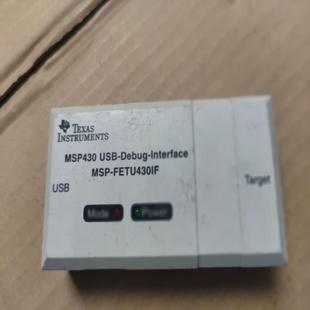 TEXAS
INSTRUMENTS
MSP430 USB-Debug-Interface
MSP-FETU430IF
USB
Target
Mode
Power